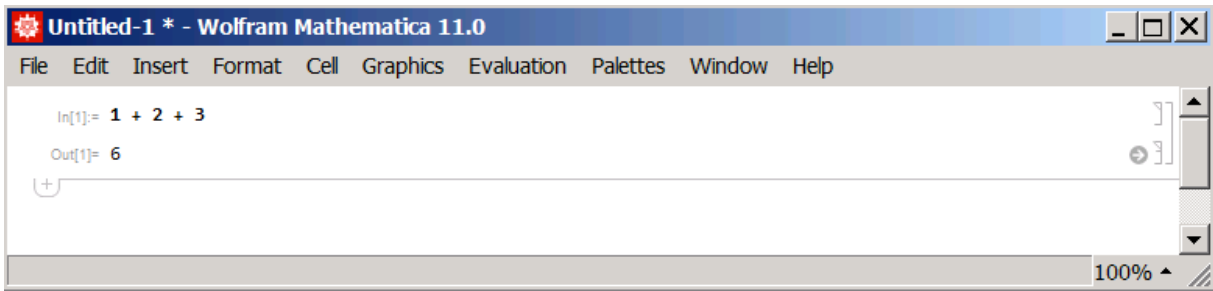 Untitled-1 * - Wolfram Mathematica 11.0
File Edit Insert Format Cell Graphics Evaluation Palettes Window Help
In[1]:= 1 + 2 + 3
Out[1]= 6
100%